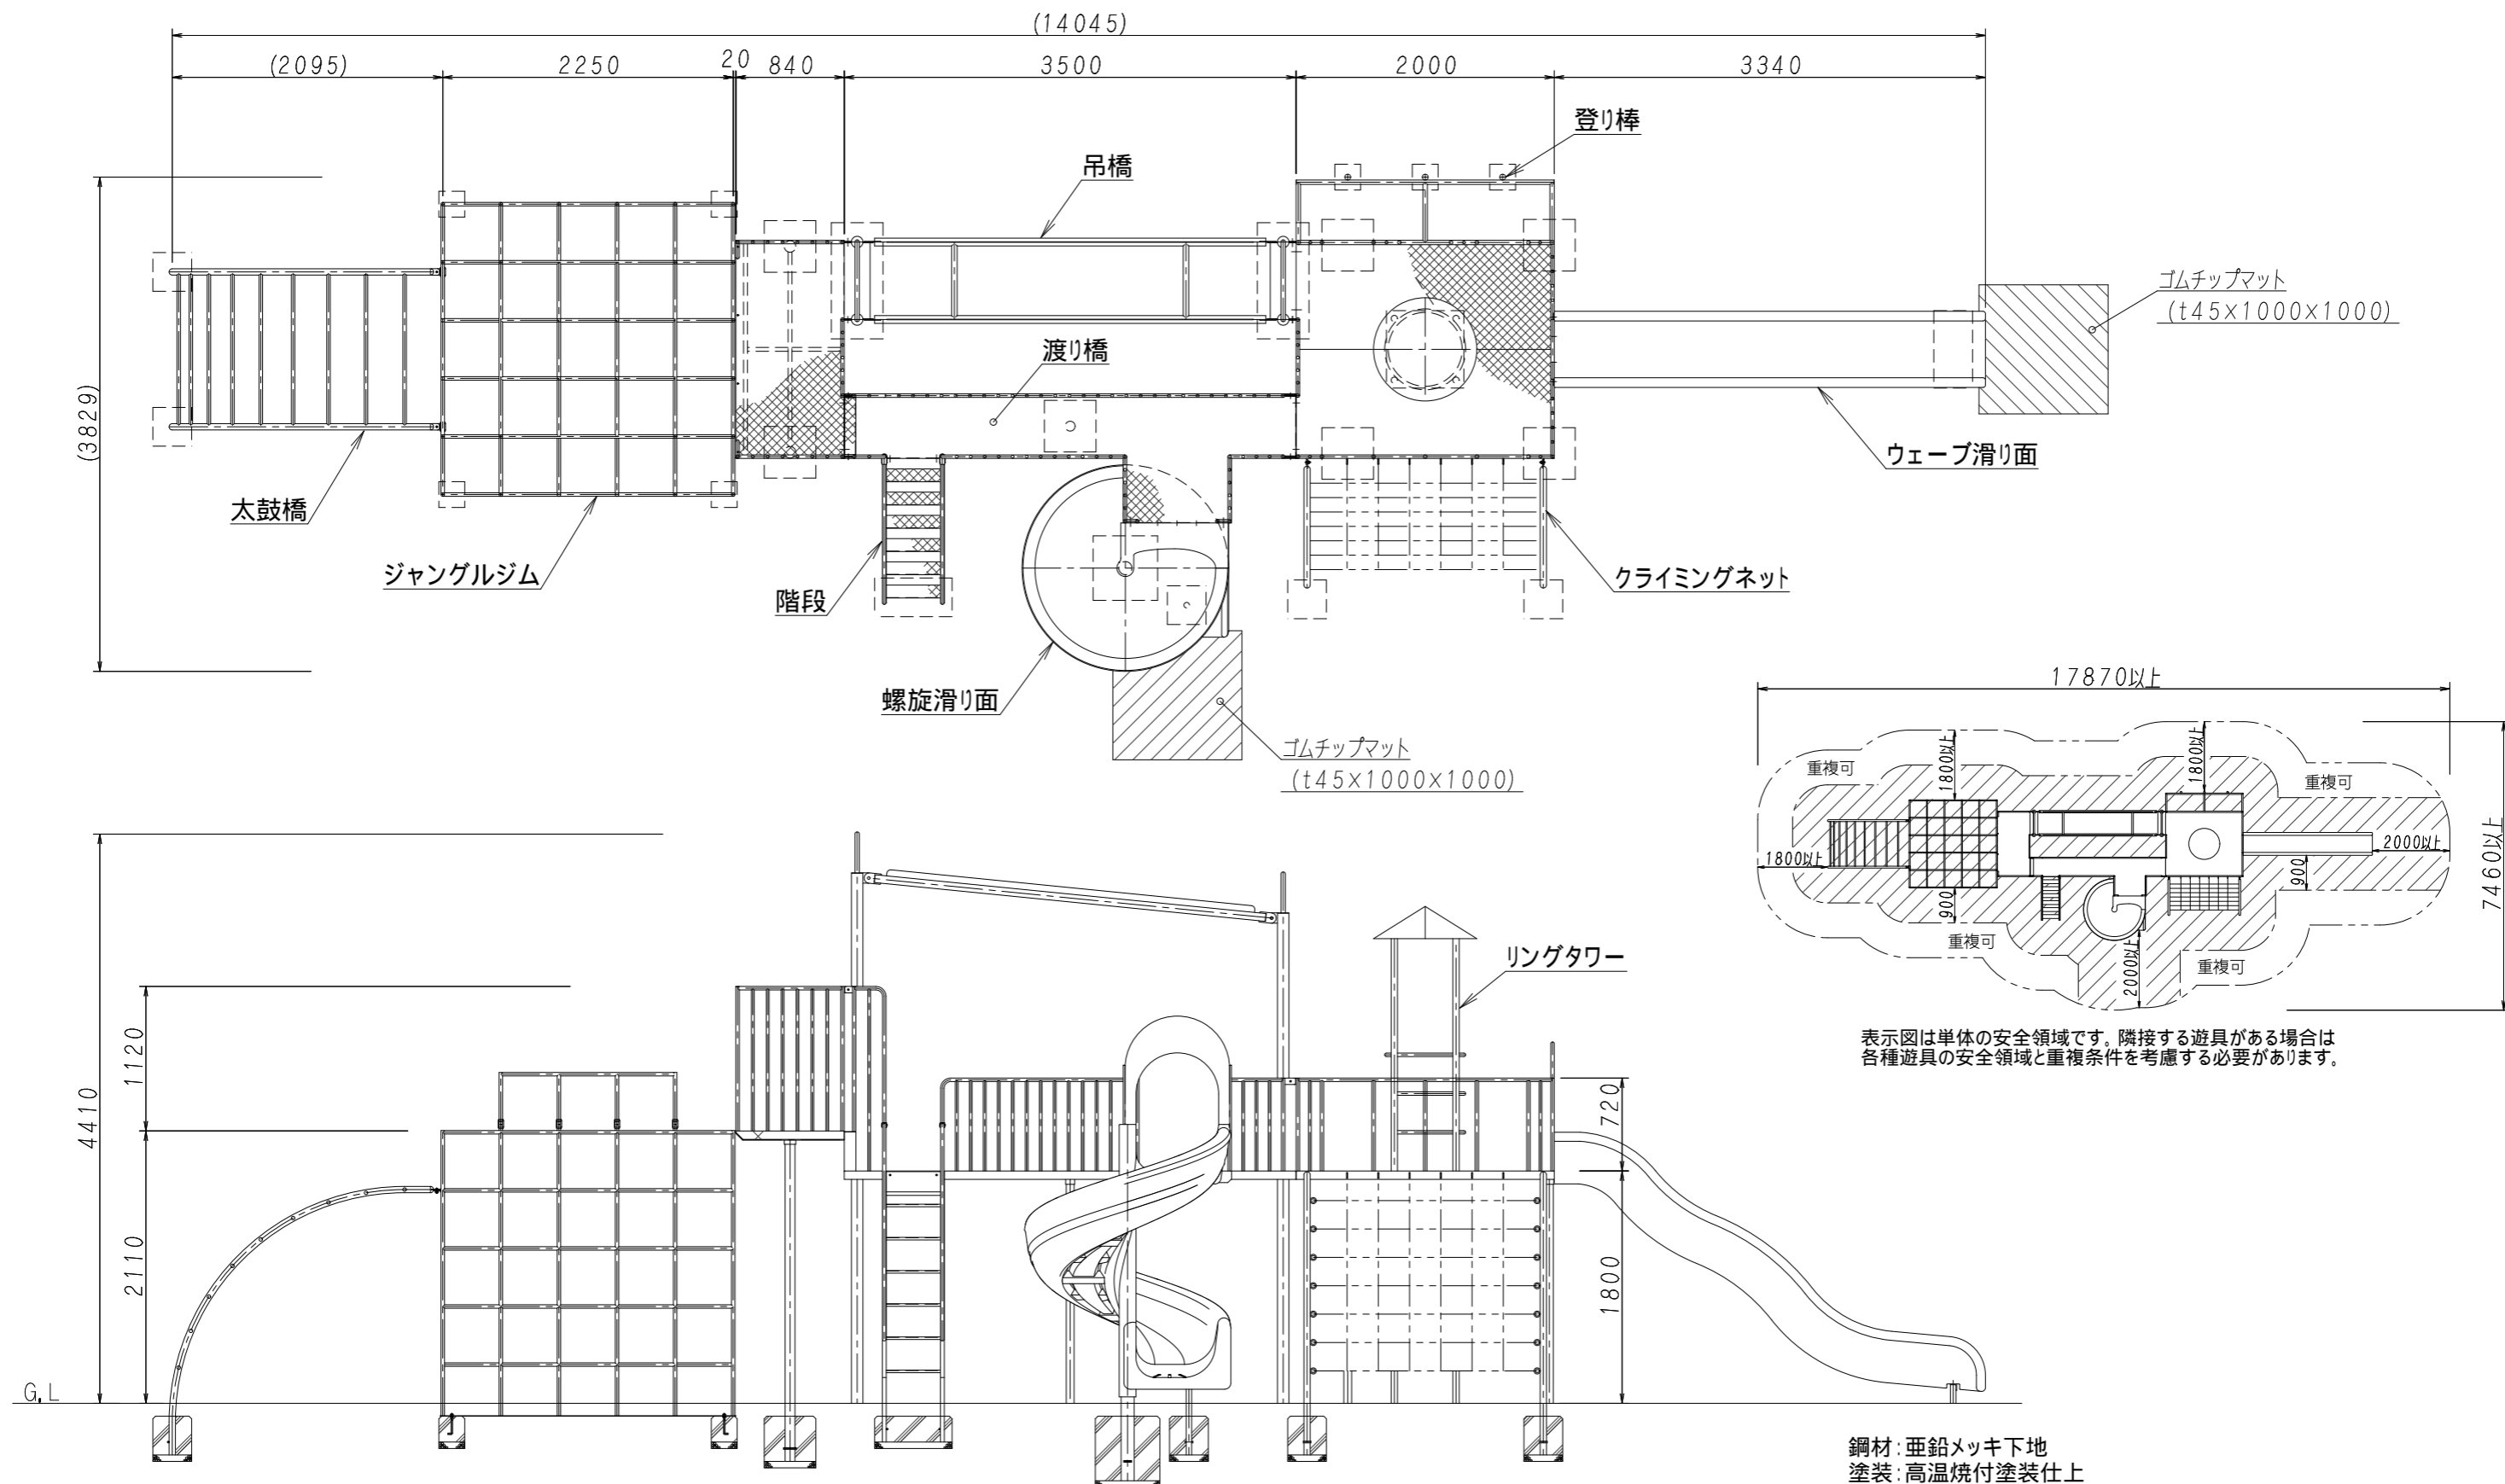 (14045)
(2095)
2250
20
840
3500
2000
3340
登り棒
吊橋
ゴムチップマット
(t45×1000×1000)
渡り橋
(3829)
ウェーブ滑り面
太鼓橋
ジャングルジム
階段
クライミングネット
螺旋滑り面
ゴムチップマット
(t45×1000×1000)
17870以上
重複可
1800以上
1800以上
重複可
1800以上
2000以上
900
900
重複可
2000以上
重複可
7460以上
表示図は単体の安全領域です。隣接する遊具がある場合は
各種遊具の安全領域と重複条件を考慮する必要があります。
リングタワー
4410
1120
2110
720
1800
G.L
鋼材:亜鉛メッキ下地
塗装:高温焼付塗装仕上